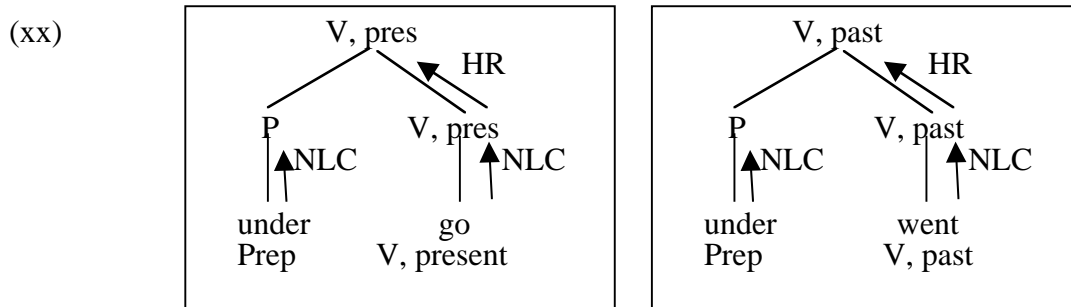 (xx) V, pres V, past
HR HR
P V, pres P V, past
NLC NLC NLC NLC
under go under went
Prep V, present Prep V, past